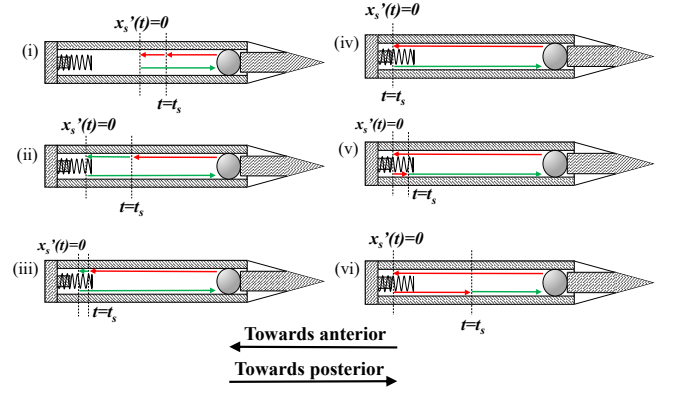 (i)
x_s'(t)=0
t=t_s
(ii)
x_s'(t)=0
t=t_s
(iii)
x_s'(t)=0
t=t_s
(iv)
x_s'(t)=0
t=t_s
(v)
x_s'(t)=0
t=t_s
(vi)
x_s'(t)=0
t=t_s
Towards anterior
Towards posterior